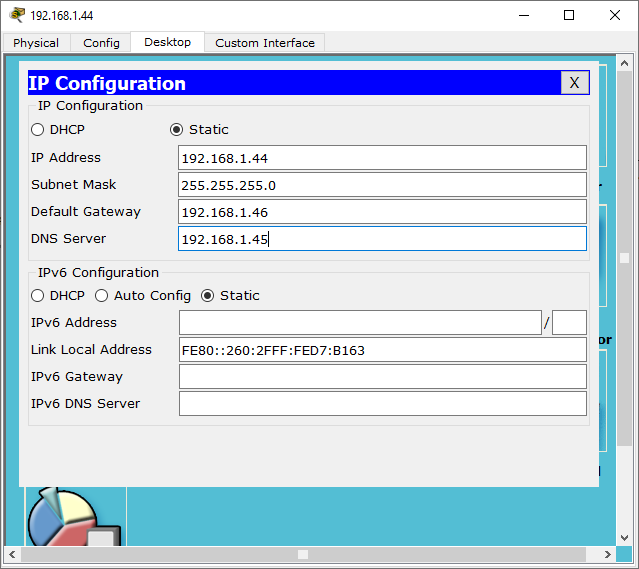 192.168.1.44
Physical Config Desktop Custom Interface
IP Configuration X
IP Configuration
DHCP Static
IP Address 192.168.1.44
Subnet Mask 255.255.255.0
Default Gateway 192.168.1.46
DNS Server 192.168.1.45
IPv6 Configuration
DHCP Auto Config Static
IPv6 Address /
Link Local Address FE80::260:2FFF:FED7:B163
IPv6 Gateway
IPv6 DNS Server
or